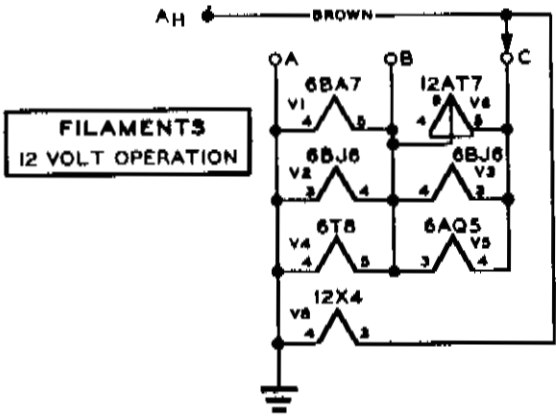 AH BROWN
A B C
6BA7 12AT7
V1 4 5 4 9 V6 5
FILAMENTS
12 VOLT OPERATION
6BJ6 6BJ6
V2 3 4 4 V3 3
6T8 6AQ5
V4 4 5 3 V5 4
12X4
V8 4 3